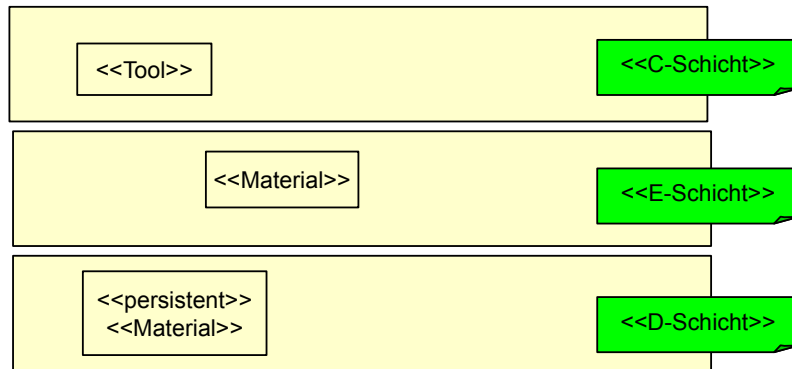 <<Tool>>
<<C-Schicht>>
<<Material>>
<<E-Schicht>>
<<persistent>>
<<Material>>
<<D-Schicht>>